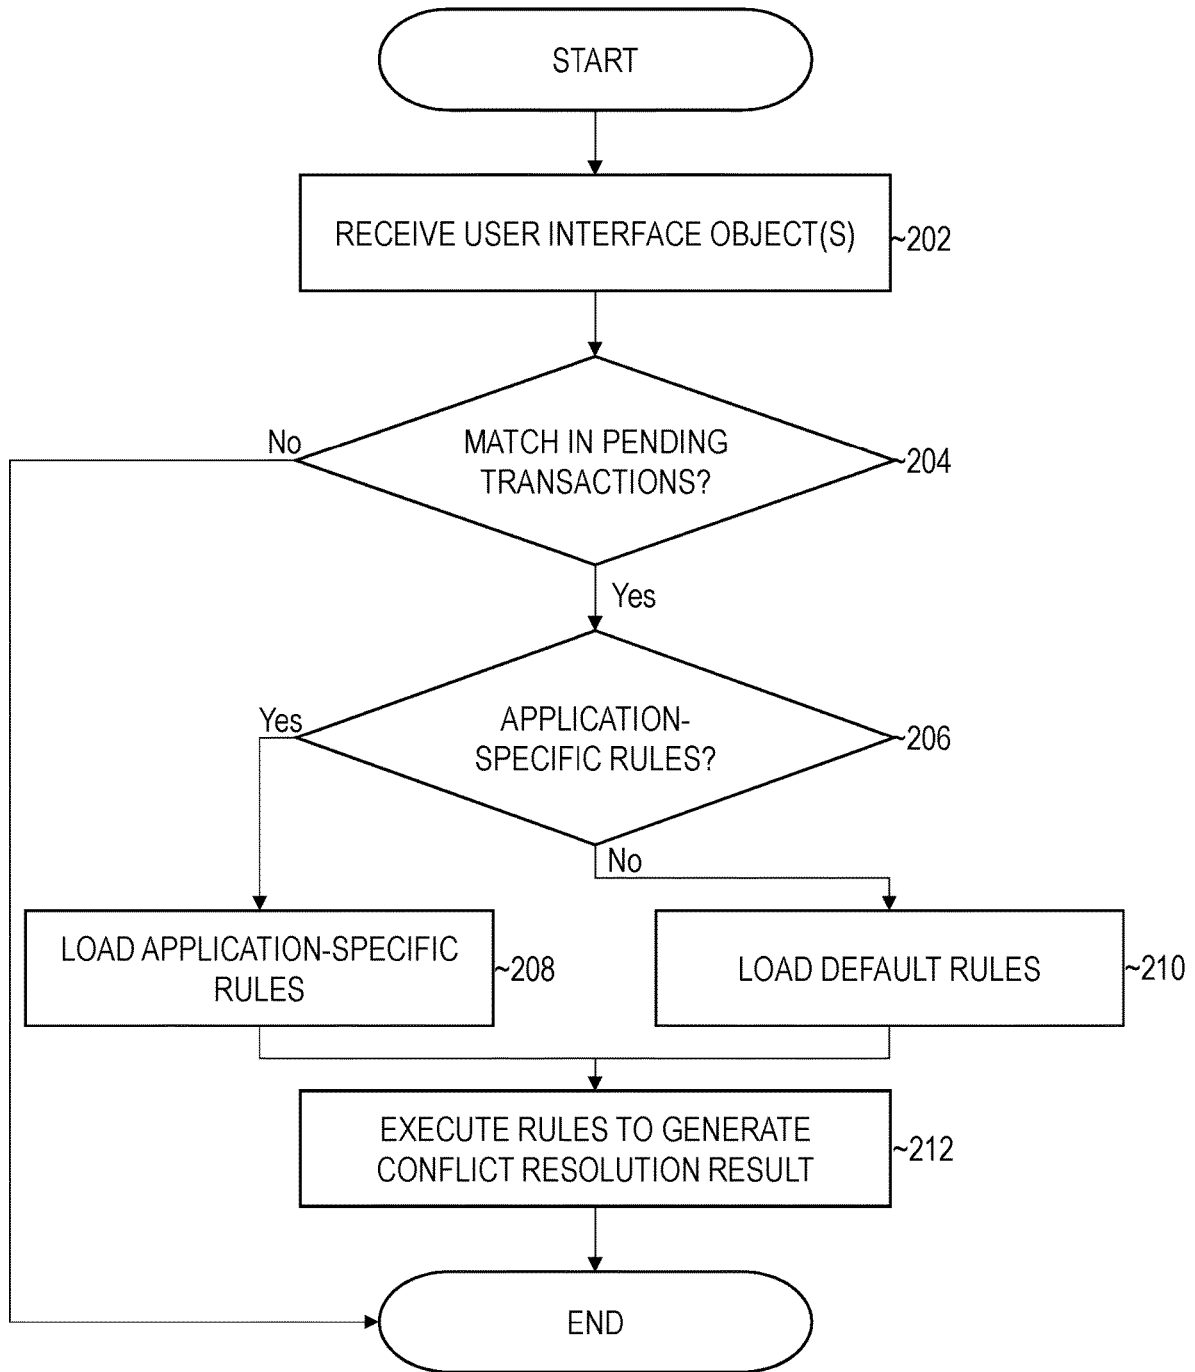 START
RECEIVE USER INTERFACE OBJECT(S)
~202
No
MATCH IN PENDING
TRANSACTIONS?
~204
Yes
Yes
APPLICATION-
SPECIFIC RULES?
~206
No
LOAD APPLICATION-SPECIFIC
RULES
~208
LOAD DEFAULT RULES
~210
EXECUTE RULES TO GENERATE
CONFLICT RESOLUTION RESULT
~212
END